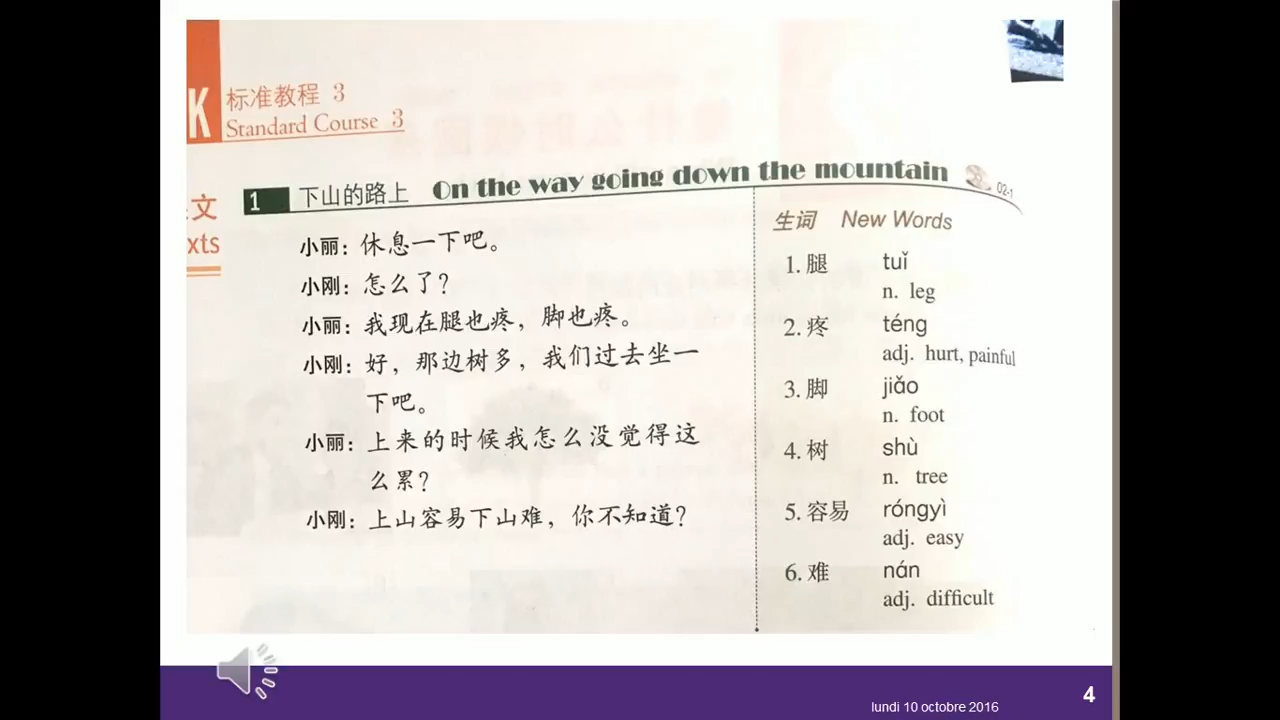 K
标准教程 3
Standard Course 3
文
xts
1 下山的路上 On the way going down the mountain 02-1
小丽：休息一下吧。
小刚：怎么了？
小丽：我现在腿也疼，脚也疼。
小刚：好，那边树多，我们过去坐一
下吧。
小丽：上来的时候我怎么没觉得这
么累？
小刚：上山容易下山难，你不知道？
生词 New Words
1. 腿 tuǐ
n. leg
2. 疼 téng
adj. hurt, painful
3. 脚 jiǎo
n. foot
4. 树 shù
n. tree
5. 容易 róngyì
adj. easy
6. 难 nán
adj. difficult
lundi 10 octobre 2016
4